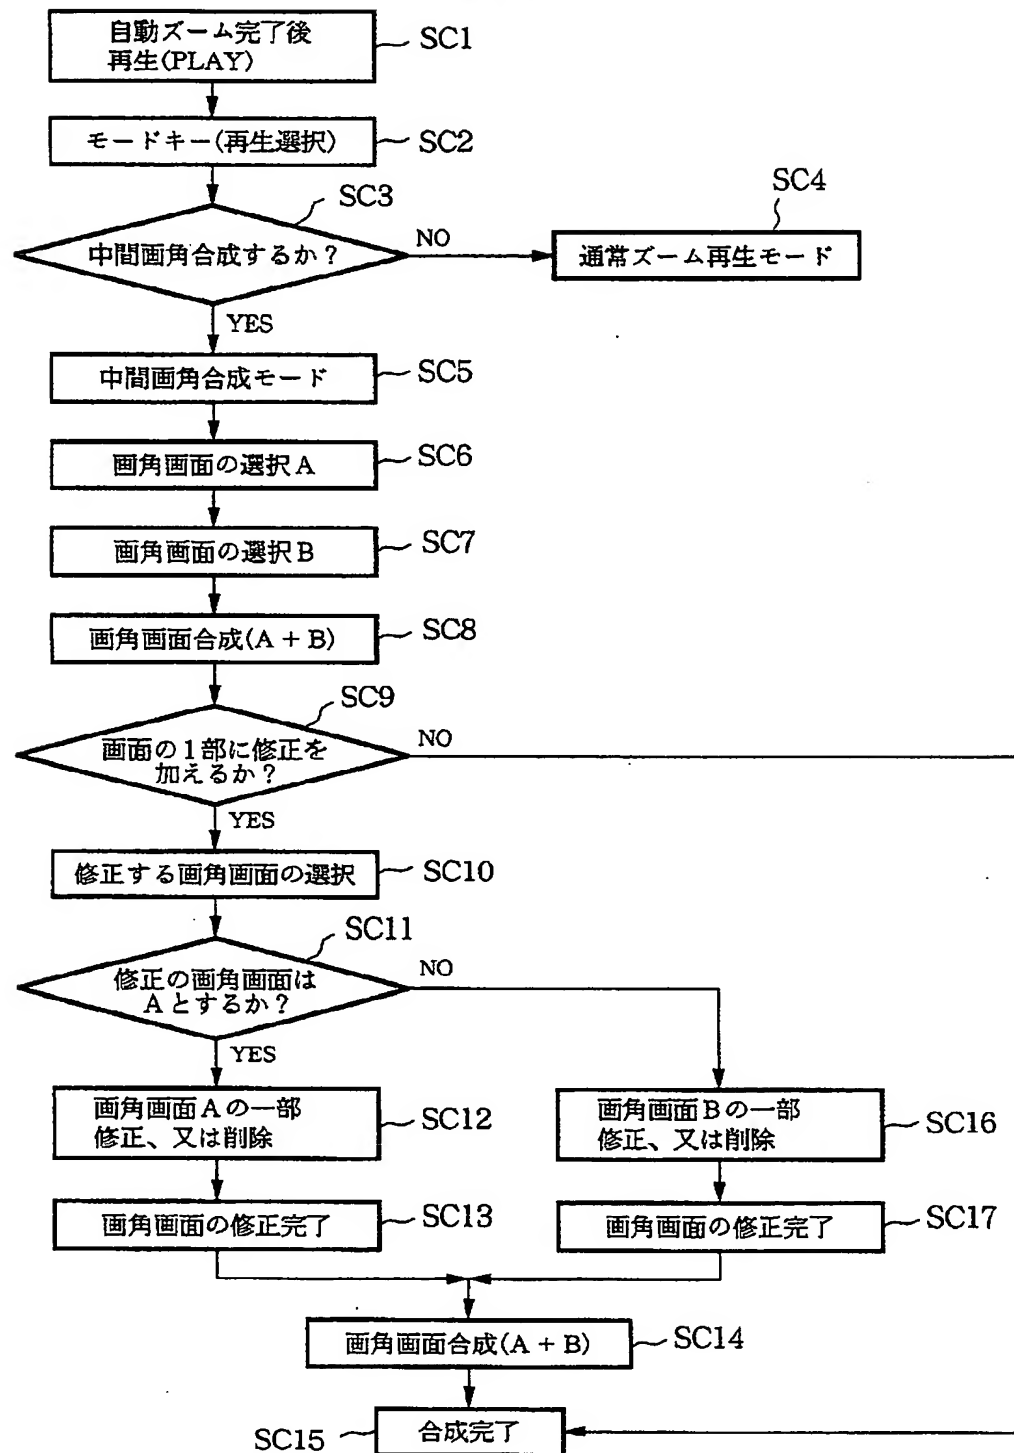 自動ズーム完了後
再生(PLAY)
SC1
モードキー(再生選択)
SC2
SC3
中間画角合成するか?
NO
SC4
通常ズーム再生モード
YES
中間画角合成モード
SC5
画角画面の選択A
SC6
画角画面の選択B
SC7
画角画面合成(A + B)
SC8
SC9
画面の1部に修正を
加えるか?
NO
YES
修正する画角画面の選択
SC10
SC11
修正の画角画面は
Aとするか?
NO
YES
画角画面Aの一部
修正、又は削除
SC12
画角画面Bの一部
修正、又は削除
SC16
画角画面の修正完了
SC13
画角画面の修正完了
SC17
画角画面合成(A + B)
SC14
SC15
合成完了